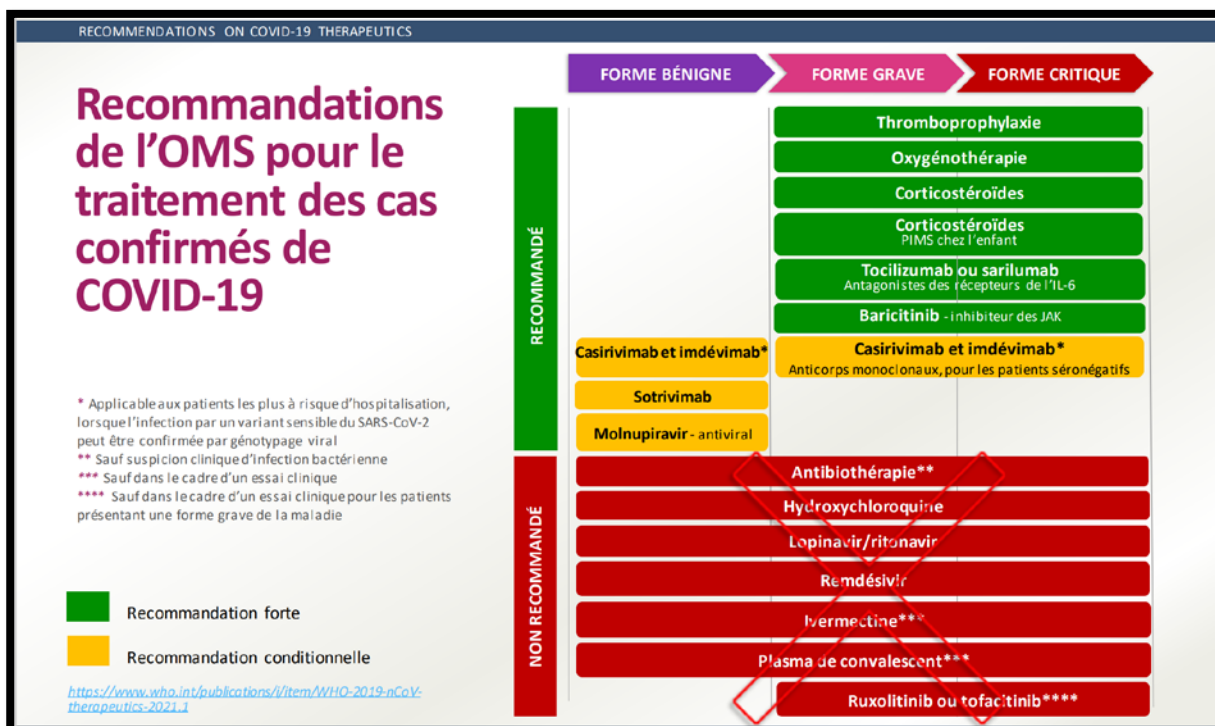 RECOMMENDATIONS ON COVID-19 THERAPEUTICS
Recommandations
de l’OMS pour le
traitement des cas
confirmés de
COVID-19
* Applicable aux patients les plus à risque d’hospitalisation,
lorsque l’infection par un variant sensible du SARS-CoV-2
peut être confirmée par génotypage viral
** Sauf suspicion clinique d’infection bactérienne
*** Sauf dans le cadre d’un essai clinique
**** Sauf dans le cadre d’un essai clinique pour les patients
présentant une forme grave de la maladie
Recommandation forte
Recommandation conditionnelle
https://www.who.int/publications/i/item/WHO-2019-nCoV-
therapeutics-2021.1
FORME BÉNIGNE
FORME GRAVE
FORME CRITIQUE
RECOMMANDÉ
Thromboprophylaxie
Oxygénothérapie
Corticostéroïdes
Corticostéroïdes
PIMS chez l’enfant
Tocilizumab ou sarilumab
Antagonistes des récepteurs de l’IL-6
Baricitinib - inhibiteur des JAK
Casirivimab et imdévimab*
Casirivimab et imdévimab*
Anticorps monoclonaux, pour les patients séronégatifs
Sotrivimab
Molnupiravir - antiviral
NON RECOMMANDÉ
Antibiothérapie**
Hydroxychloroquine
Lopinavir/ritonavir
Remdésivir
Ivermectine***
Plasma de convalescent***
Ruxolitinib ou tofacitinib****